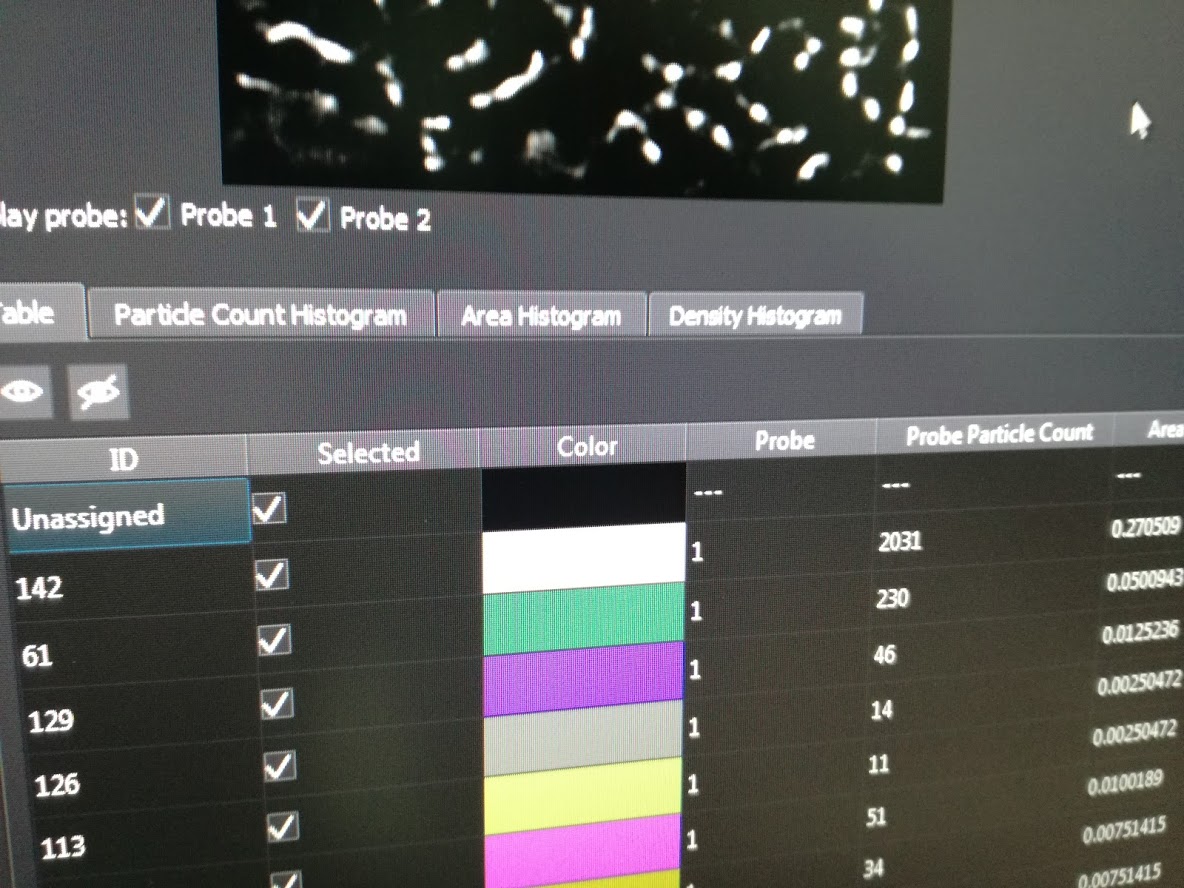 lay probe: Probe 1 Probe 2
Table Particle Count Histogram Area Histogram Density Histogram
ID Selected Color Probe Probe Particle Count Area
Unassigned --- --- ---
142 1 2031 0.270509
61 1 230 0.0500943
129 1 46 0.0125236
126 1 14 0.00250472
113 1 11 0.00250472
1 51 0.0100189
34 0.00751415
0.00751415